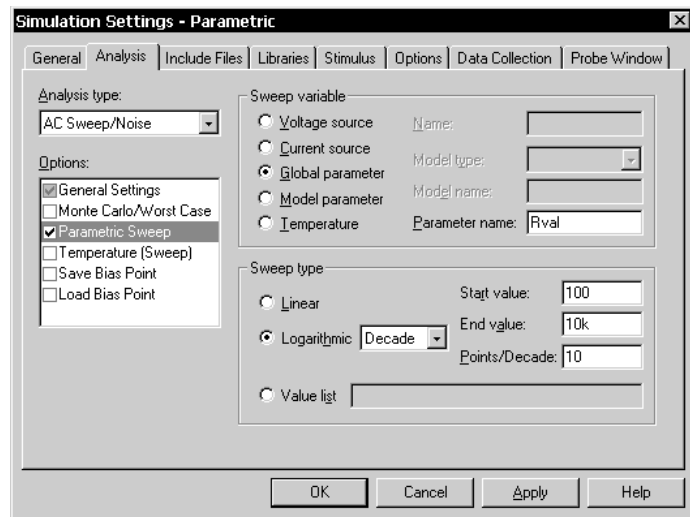 Simulation Settings - Parametric
General Analysis Include Files Libraries Stimulus Options Data Collection Probe Window
Analysis type:
AC Sweep/Noise
Options:
General Settings
Monte Carlo/Worst Case
Parametric Sweep
Temperature (Sweep)
Save Bias Point
Load Bias Point
Sweep variable
Voltage source
Current source
Global parameter
Model parameter
Temperature
Name:
Model type:
Model name:
Parameter name: Rval
Sweep type
Linear
Logarithmic Decade
Value list
Start value: 100
End value: 10k
Points/Decade: 10
OK Cancel Apply Help